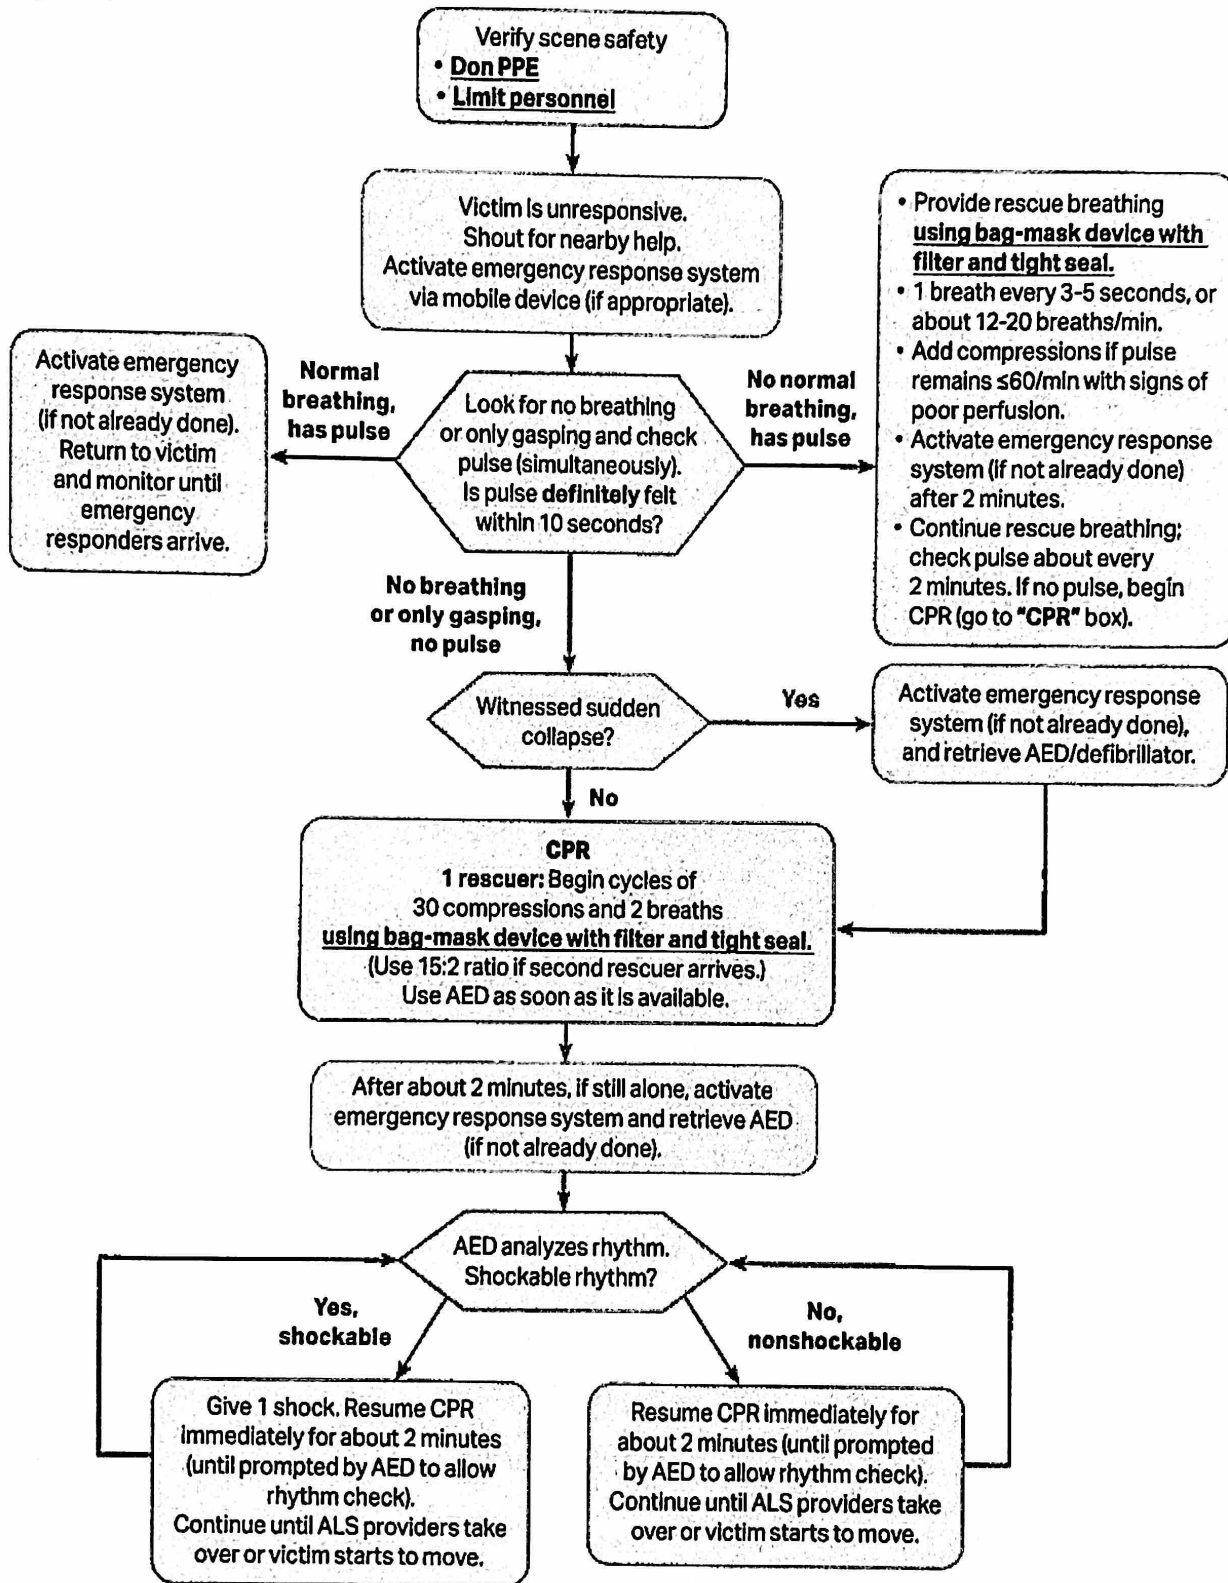 Verify scene safety
• Don PPE
• Limit personnel
Victim is unresponsive.
Shout for nearby help.
Activate emergency response system
via mobile device (if appropriate).
• Provide rescue breathing
using bag-mask device with
filter and tight seal.
• 1 breath every 3-5 seconds, or
about 12-20 breaths/min.
• Add compressions if pulse
remains ≤60/min with signs of
poor perfusion.
• Activate emergency response
system (if not already done)
after 2 minutes.
• Continue rescue breathing;
check pulse about every
2 minutes. If no pulse, begin
CPR (go to "CPR" box).
Activate emergency
response system
(if not already done).
Return to victim
and monitor until
emergency
responders arrive.
Normal
breathing,
has pulse
Look for no breathing
or only gasping and check
pulse (simultaneously).
Is pulse definitely felt
within 10 seconds?
No normal
breathing,
has pulse
No breathing
or only gasping,
no pulse
Witnessed sudden
collapse?
Yes
Activate emergency response
system (if not already done),
and retrieve AED/defibrillator.
No
CPR
1 rescuer: Begin cycles of
30 compressions and 2 breaths
using bag-mask device with filter and tight seal.
(Use 15:2 ratio if second rescuer arrives.)
Use AED as soon as it is available.
After about 2 minutes, if still alone, activate
emergency response system and retrieve AED
(if not already done).
AED analyzes rhythm.
Shockable rhythm?
Yes,
shockable
No,
nonshockable
Give 1 shock. Resume CPR
immediately for about 2 minutes
(until prompted by AED to allow
rhythm check).
Continue until ALS providers take
over or victim starts to move.
Resume CPR immediately for
about 2 minutes (until prompted
by AED to allow rhythm check).
Continue until ALS providers take
over or victim starts to move.